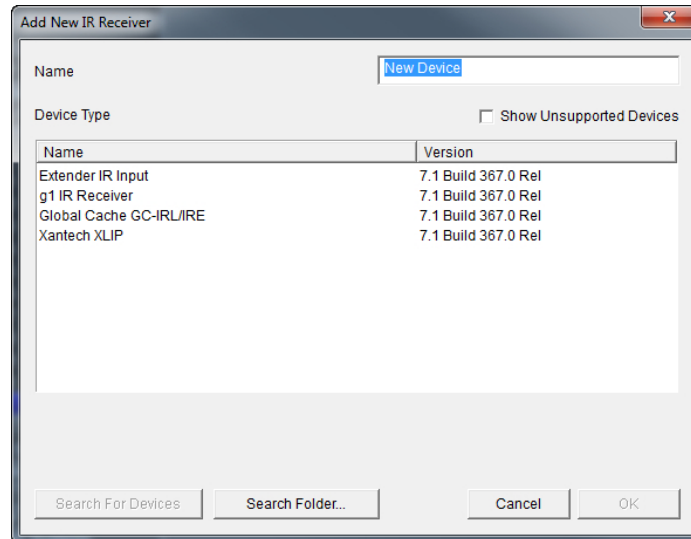 Add New IR Receiver
Name New Device
Device Type Show Unsupported Devices
Name Version
Extender IR Input 7.1 Build 367.0 Rel
g1 IR Receiver 7.1 Build 367.0 Rel
Global Cache GC-IRL/IRE 7.1 Build 367.0 Rel
Xantech XLIP 7.1 Build 367.0 Rel
Search For Devices Search Folder... Cancel OK